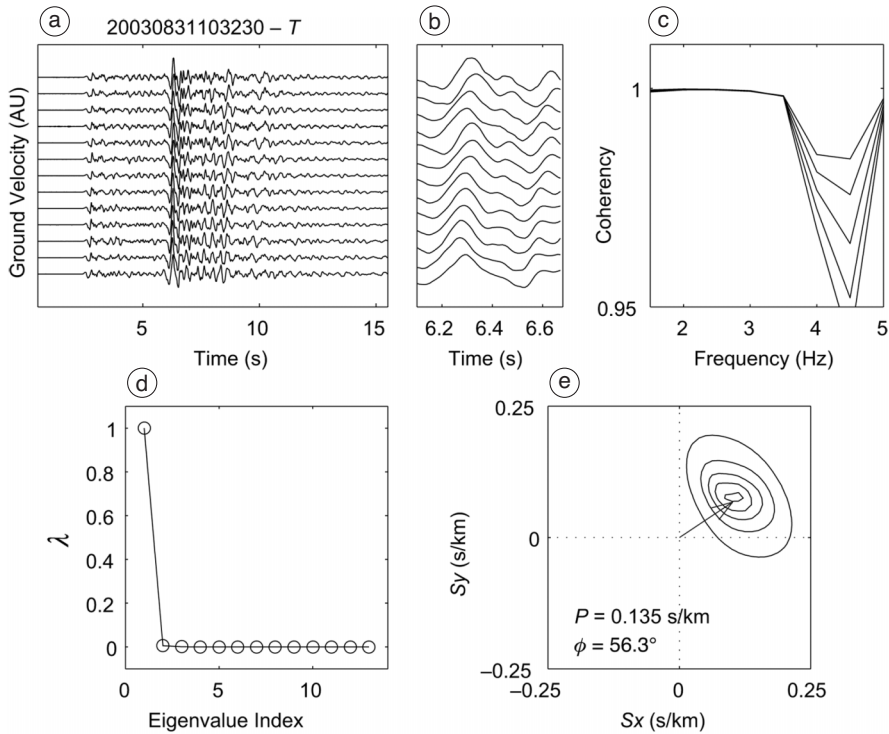 a
20030831103230 – T
Ground Velocity (AU)
5
10
15
Time (s)
b
6.2
6.4
6.6
Time (s)
c
1
0.95
Coherency
2
3
4
5
Frequency (Hz)
d
1
0.8
0.6
0.4
0.2
0
λ
0
5
10
Eigenvalue Index
e
0.25
0
–0.25
Sy (s/km)
P = 0.135 s/km
ϕ = 56.3°
–0.25
0
0.25
Sx (s/km)